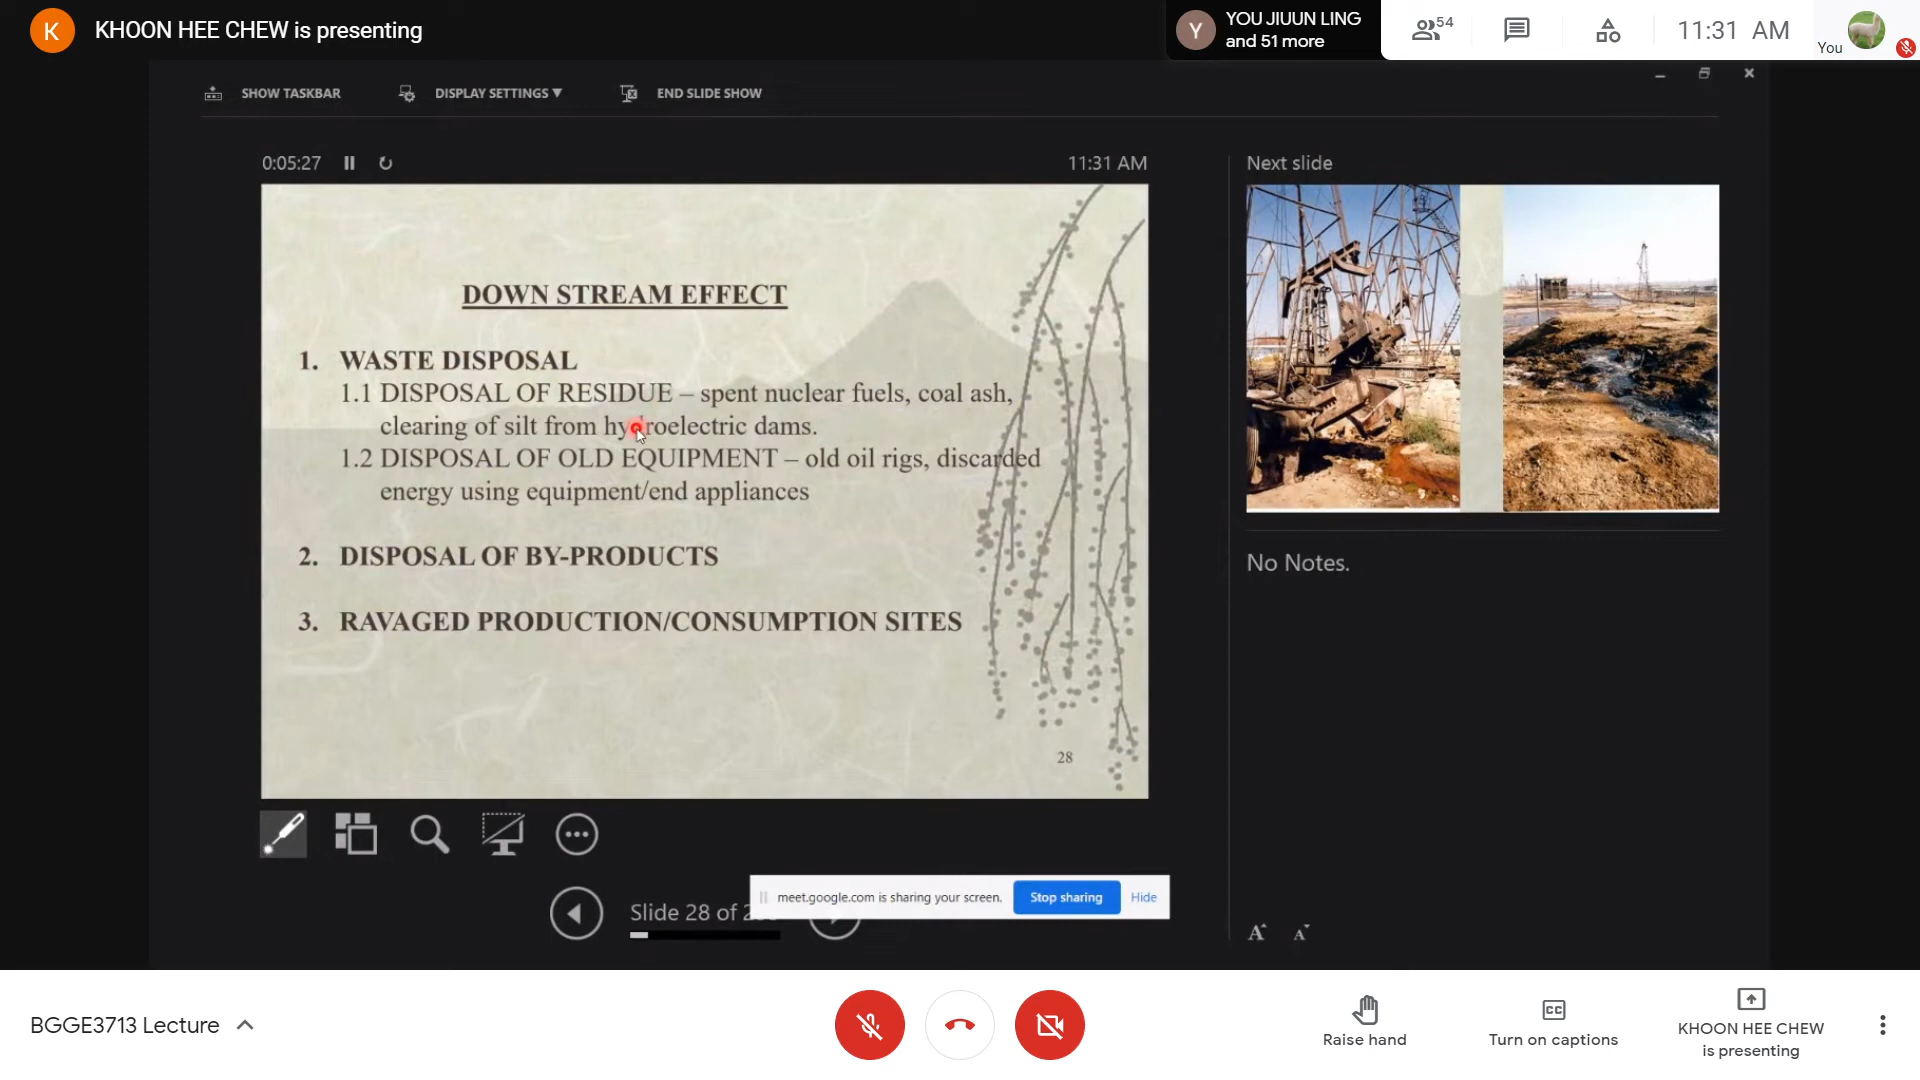 K
KHOON HEE CHEW is presenting
Y
YOU JIUUN LING
and 51 more
54
11:31 AM
You
SHOW TASKBAR
DISPLAY SETTINGS ▼
END SLIDE SHOW
0:05:27
11:31 AM
Next slide
DOWN STREAM EFFECT
1. WASTE DISPOSAL
1.1 DISPOSAL OF RESIDUE – spent nuclear fuels, coal ash,
clearing of silt from hydroelectric dams.
1.2 DISPOSAL OF OLD EQUIPMENT – old oil rigs, discarded
energy using equipment/end appliances
2. DISPOSAL OF BY-PRODUCTS
3. RAVAGED PRODUCTION/CONSUMPTION SITES
28
No Notes.
meet.google.com is sharing your screen.
Stop sharing
Hide
Slide 28 of
A A
BGGE3713 Lecture
Raise hand
CC
Turn on captions
KHOON HEE CHEW
is presenting